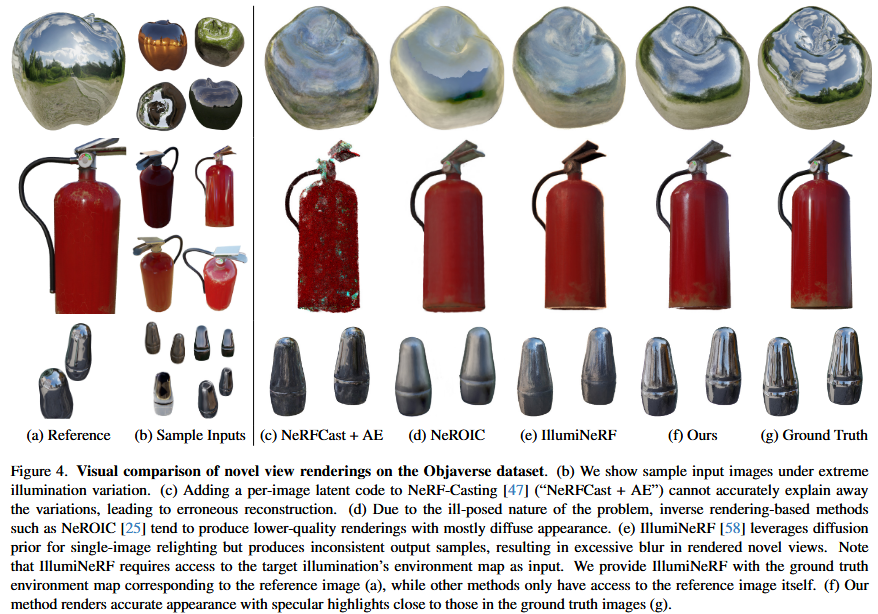 (a) Reference (b) Sample Inputs (c) NeRFCast + AE (d) NeROIC (e) IllumiNeRF (f) Ours (g) Ground Truth
Figure 4. Visual comparison of novel view renderings on the Objaverse dataset. (b) We show sample input images under extreme
illumination variation. (c) Adding a per-image latent code to NeRF-Casting [47] (“NeRFCast + AE”) cannot accurately explain away
the variations, leading to erroneous reconstruction. (d) Due to the ill-posed nature of the problem, inverse rendering-based methods
such as NeROIC [25] tend to produce lower-quality renderings with mostly diffuse appearance. (e) IllumiNeRF [58] leverages diffusion
prior for single-image relighting but produces inconsistent output samples, resulting in excessive blur in rendered novel views. Note
that IllumiNeRF requires access to the target illumination’s environment map as input. We provide IllumiNeRF with the ground truth
environment map corresponding to the reference image (a), while other methods only have access to the reference image itself. (f) Our
method renders accurate appearance with specular highlights close to those in the ground truth images (g).